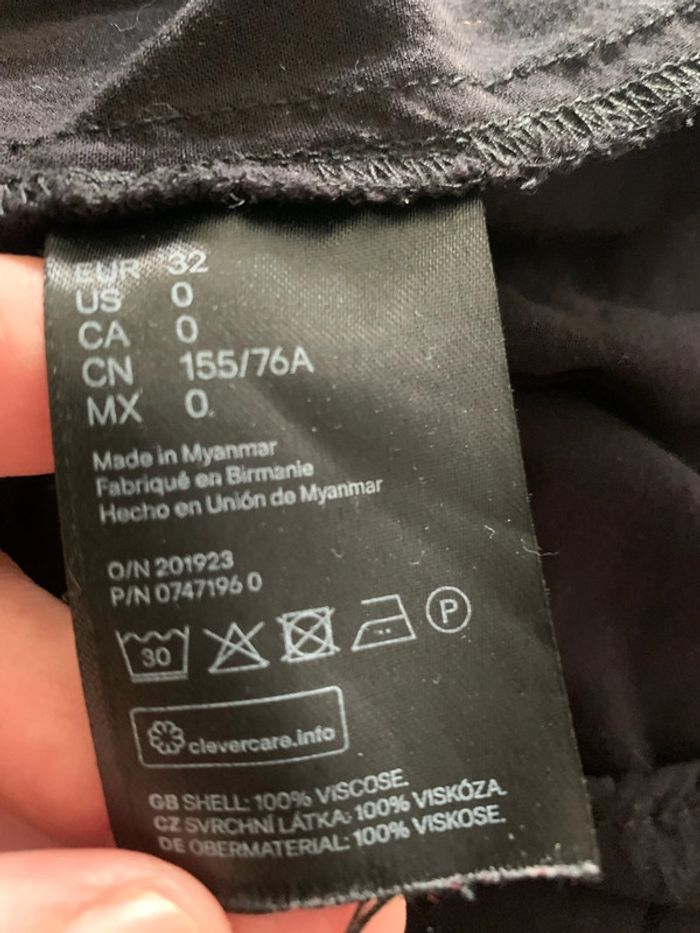 EUR 32
US 0
CA 0
CN 155/76A
MX 0
Made in Myanmar
Fabriqué en Birmanie
Hecho en Unión de Myanmar
O/N 201923
P/N 0747196 0
30 P
clevercare.info
GB SHELL: 100% VISCOSE.
CZ SVRCHNÍ LÁTKA: 100% VISKÓZA.
DE OBERMATERIAL: 100% VISKOSE.